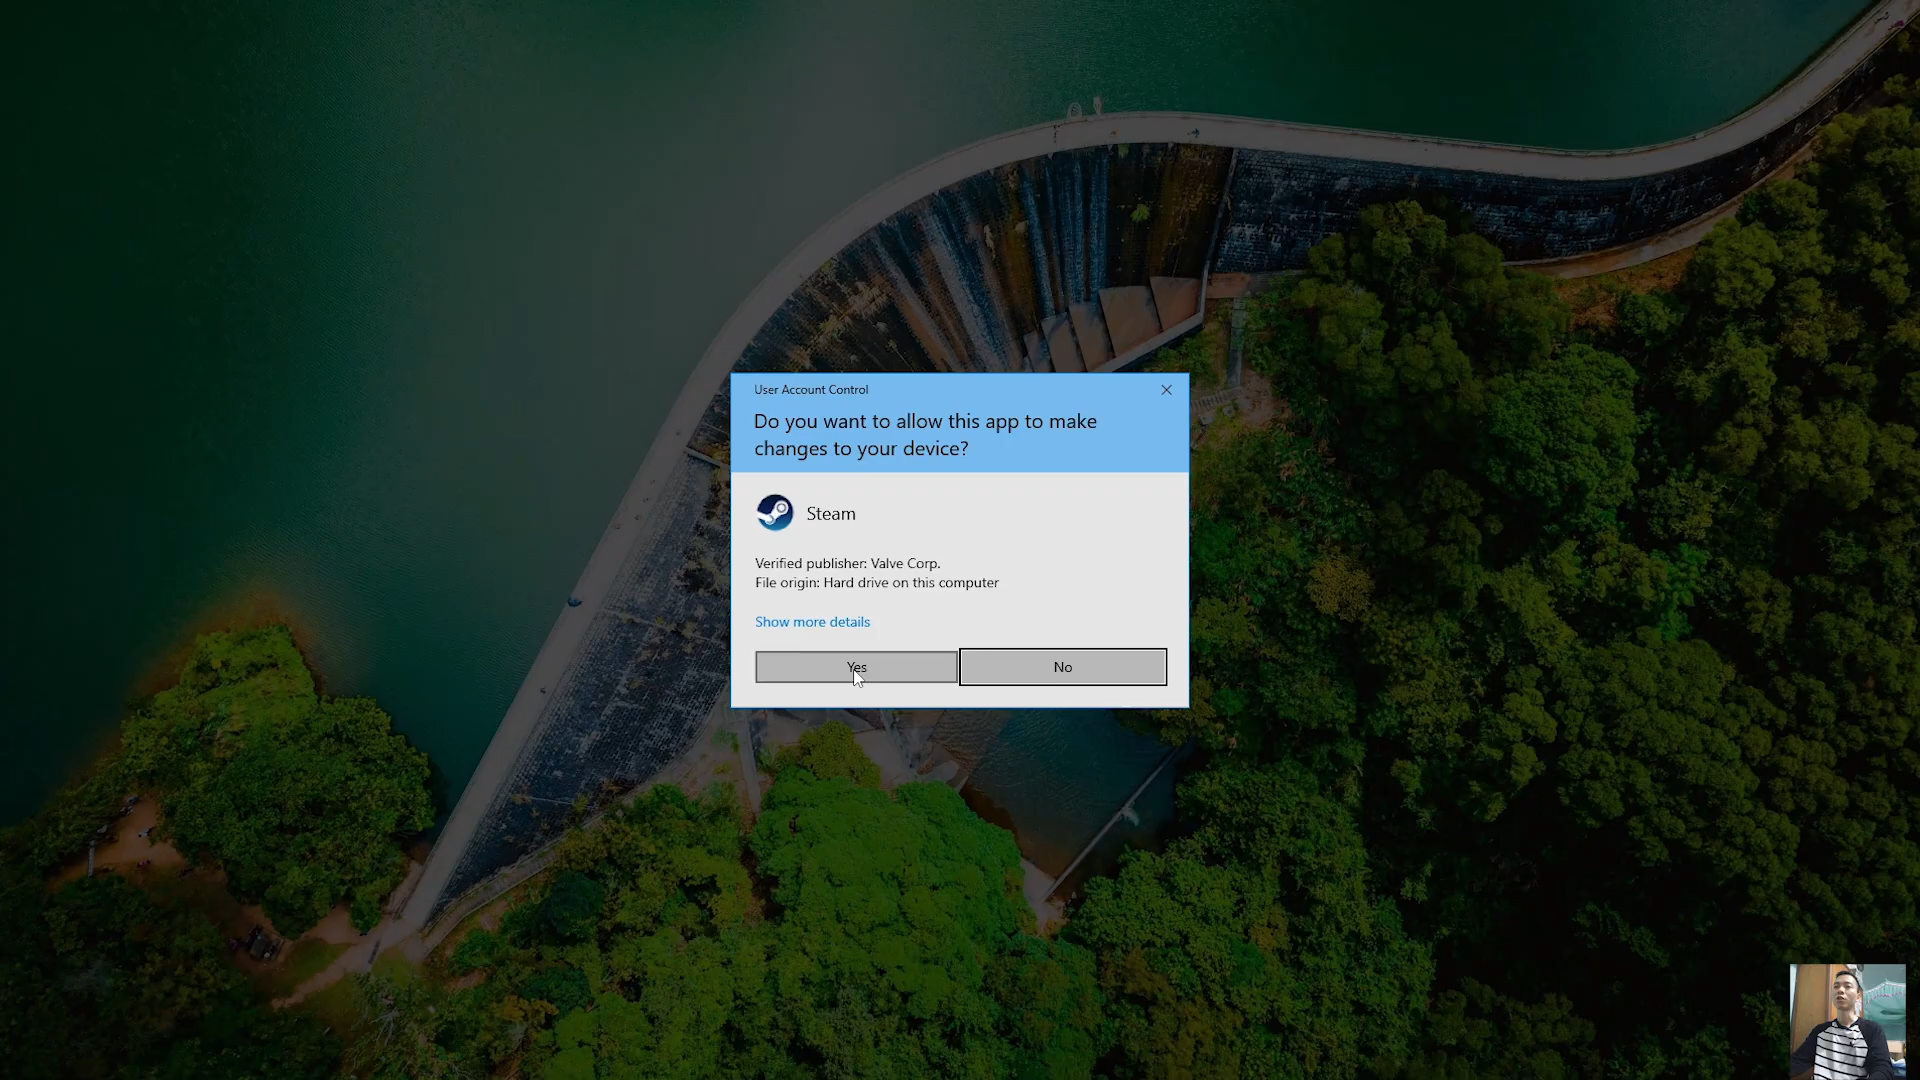 User Account Control
Do you want to allow this app to make
changes to your device?
Steam
Verified publisher: Valve Corp.
File origin: Hard drive on this computer
Show more details
Yes
No